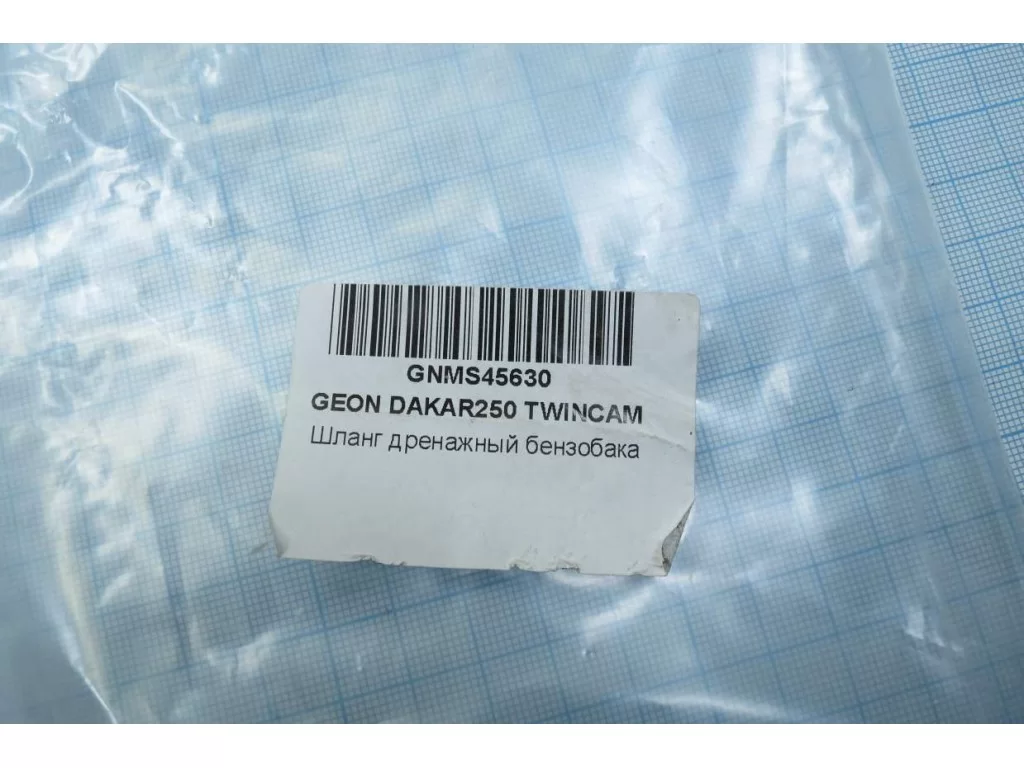 GNMS45630
GEON DAKAR250 TWINCAM
Шланг дренажный бензобака